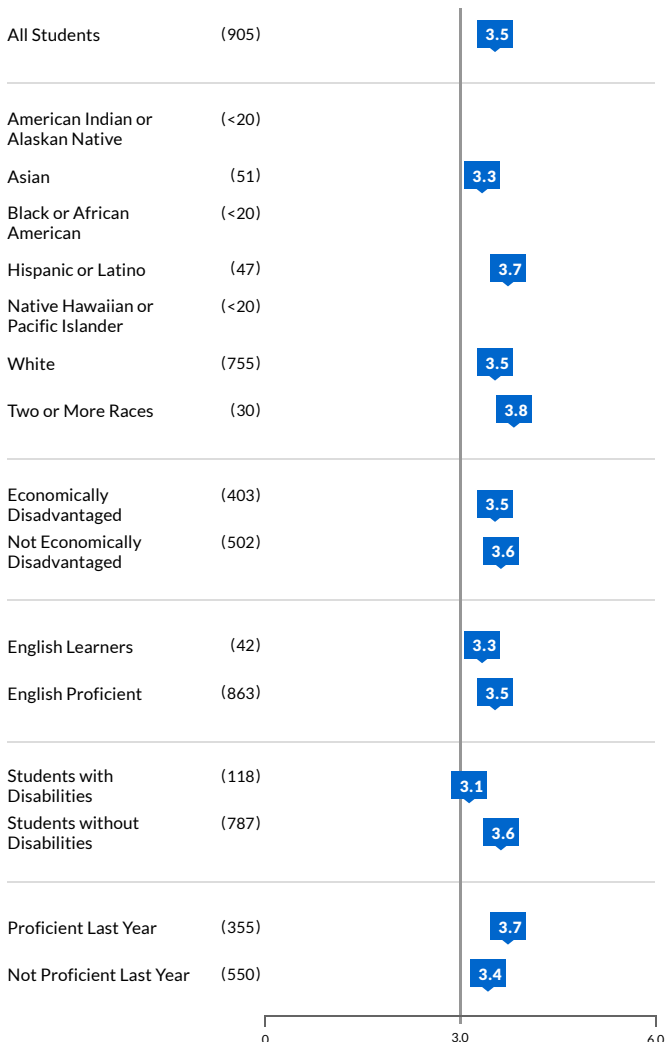 All Students (905) 3.5
American Indian or (<20)
Alaskan Native
Asian (51) 3.3
Black or African (<20)
American
Hispanic or Latino (47) 3.7
Native Hawaiian or (<20)
Pacific Islander
White (755) 3.5
Two or More Races (30) 3.8
Economically (403) 3.5
Disadvantaged
Not Economically (502) 3.6
Disadvantaged
English Learners (42) 3.3
English Proficient (863) 3.5
Students with (118) 3.1
Disabilities
Students without (787) 3.6
Disabilities
Proficient Last Year (355) 3.7
Not Proficient Last Year (550) 3.4
0 3.0 6.0